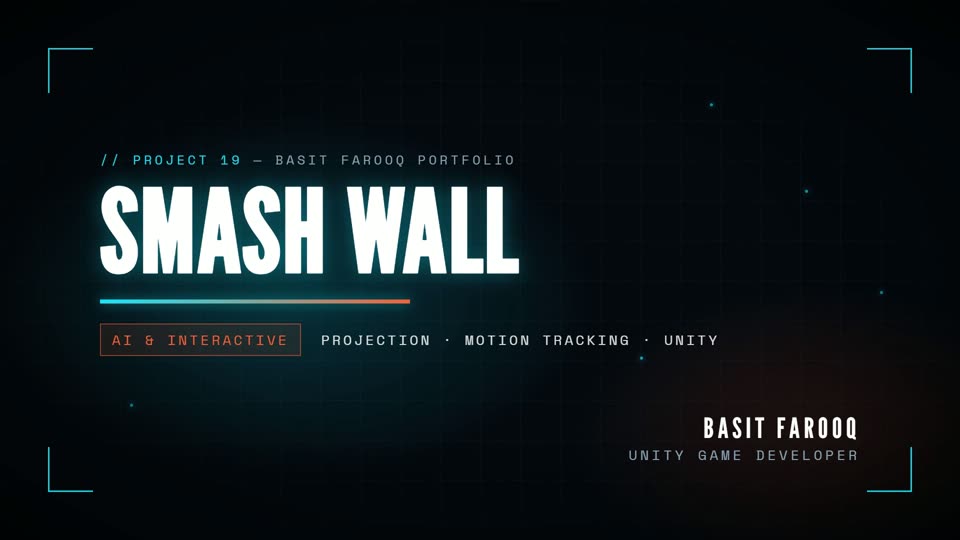 // PROJECT 19 — BASIT FAROOQ PORTFOLIO
SMASH WALL
AI & INTERACTIVE
PROJECTION · MOTION TRACKING · UNITY
BASIT FAROOQ
UNITY GAME DEVELOPER